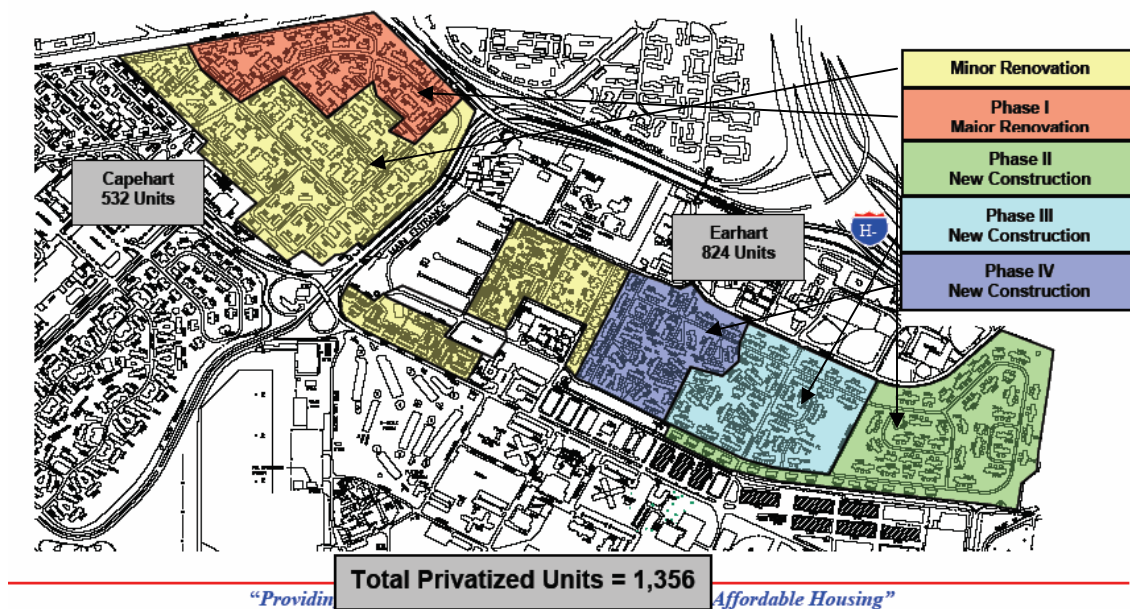 Minor Renovation
Phase I
Major Renovation
Phase II
New Construction
Phase III
New Construction
Phase IV
New Construction
Capehart
532 Units
Earhart
824 Units
H-
MAIN ENTRANCE
Total Privatized Units = 1,356
“Providin
Affordable Housing”